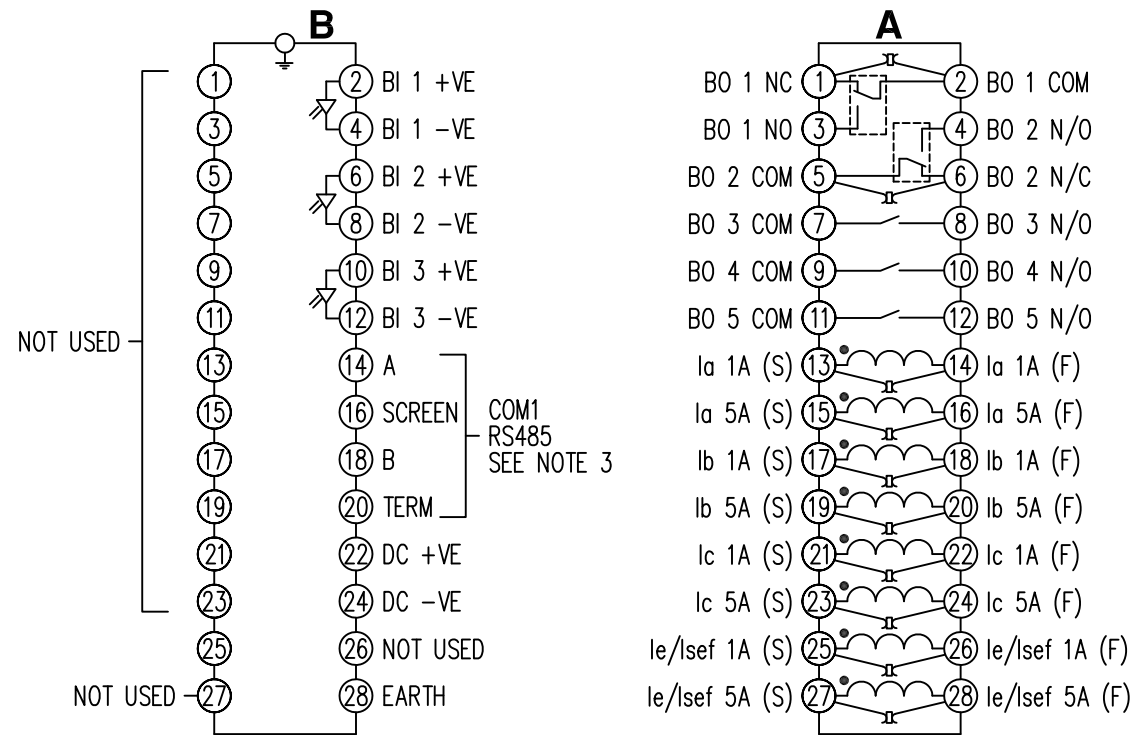 B
1 2 BI 1 +VE
3 4 BI 1 -VE
5 6 BI 2 +VE
7 8 BI 2 -VE
9 10 BI 3 +VE
11 12 BI 3 -VE
NOT USED
13 14 A
15 16 SCREEN
17 18 B
19 20 TERM
COM1
RS485
SEE NOTE 3
21 22 DC +VE
23 24 DC -VE
25 26 NOT USED
NOT USED 27 28 EARTH
A
BO 1 NC 1 2 BO 1 COM
BO 1 NO 3 4 BO 2 N/O
BO 2 COM 5 6 BO 2 N/C
BO 3 COM 7 8 BO 3 N/O
BO 4 COM 9 10 BO 4 N/O
BO 5 COM 11 12 BO 5 N/O
Ia 1A (S) 13 14 Ia 1A (F)
Ia 5A (S) 15 16 Ia 5A (F)
Ib 1A (S) 17 18 Ib 1A (F)
Ib 5A (S) 19 20 Ib 5A (F)
Ic 1A (S) 21 22 Ic 1A (F)
Ic 5A (S) 23 24 Ic 5A (F)
Ie/Isef 1A (S) 25 26 Ie/Isef 1A (F)
Ie/Isef 5A (S) 27 28 Ie/Isef 5A (F)